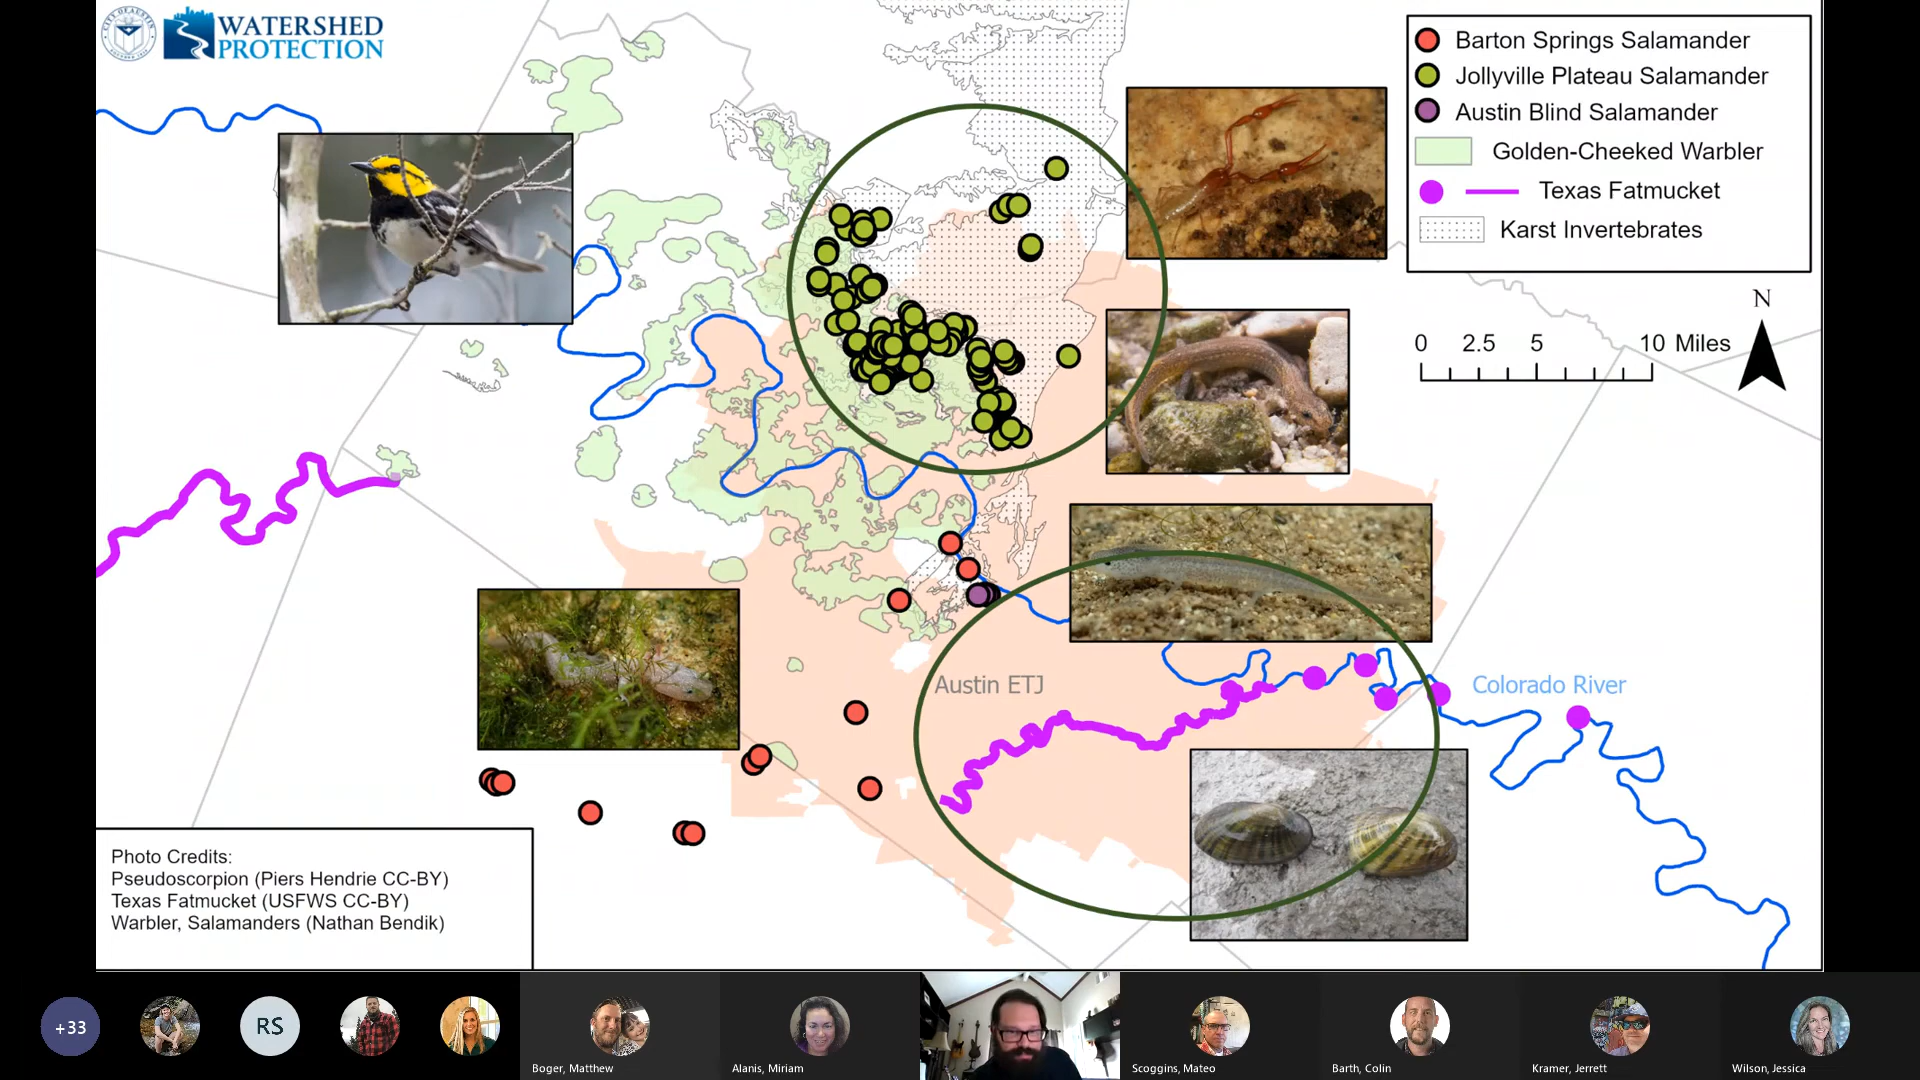 WATERSHED
PROTECTION
Barton Springs Salamander
Jollyville Plateau Salamander
Austin Blind Salamander
Golden-Cheeked Warbler
Texas Fatmucket
Karst Invertebrates
N
0 2.5 5 10 Miles
Austin ETJ
Colorado River
Photo Credits:
Pseudoscorpion (Piers Hendrie CC-BY)
Texas Fatmucket (USFWS CC-BY)
Warbler, Salamanders (Nathan Bendik)
+33
RS
Boger, Matthew
Alanis, Miriam
Scoggins, Mateo
Barth, Colin
Kramer, Jerrett
Wilson, Jessica